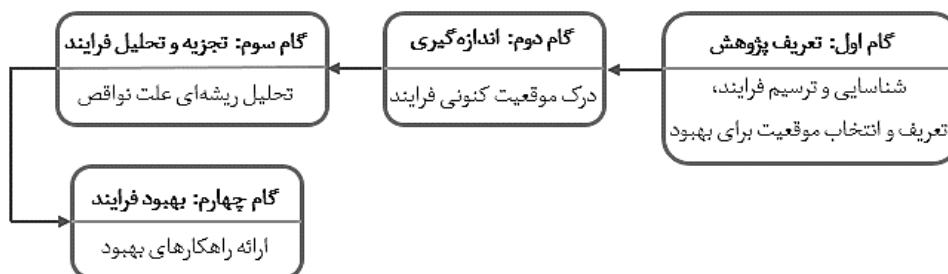 گام اول: تعریف پژوهش
شناسایی و ترسیم فرایند،
تعریف و انتخاب موقعیت برای بهبود
گام دوم: اندازه‌گیری
درک موقعیت کنونی فرایند
گام سوم: تجزیه و تحلیل فرایند
تحلیل ریشه‌ای علت نواقص
گام چهارم: بهبود فرایند
ارائه راهکارهای بهبود